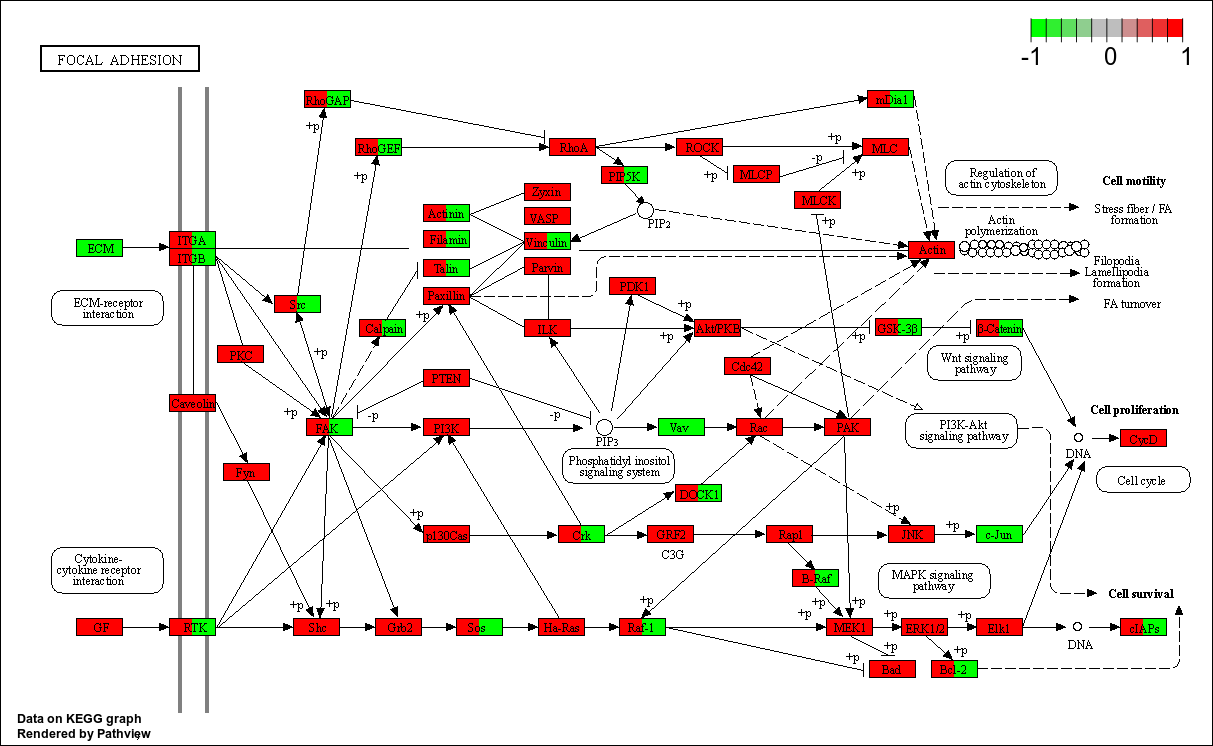 -1 0 1
FOCAL ADHESION
RhoGAP
mDia1
+p
RhoGEF
RhoA
ROCK
+p
MLC
-p
+p
PIP5K
+p
MLCP
+p
Regulation of
actin cytoskeleton
Cell motility
Zyxin
MLCK
Actinin
VASP
PIP2
+p
Stress fiber / FA
formation
Actin
polymerization
ECM
ITGA
ITGB
Filamin
Vinculin
Actin
Talin
Parvin
Filopodia
Lamellipodia
formation
ECM-receptor
interaction
Src
Paxillin
PDK1
+p
FA turnover
+p
Calpain
ILK
Akt/PKB
GSK-3β
β-Catenin
+p
+p
+p
+p
PKC
Wnt signaling
pathway
Cdc42
PTEN
Caveolin
+p
-p
-p
Cell proliferation
FAK
PI3K
PIP3
Vav
Rac
PAK
PI3K-Akt
signaling pathway
DNA
CycD
Fyn
Phosphatidyl inositol
signaling system
Cell cycle
DOCK1
+p
+p
+p
p130Cas
Crk
GRF2
C3G
Rap1
JNK
c-Jun
Cytokine-
cytokine receptor
interaction
B-Raf
MAPK signaling
pathway
Cell survival
+p
+p
+p
+p
+p
+p
+p
+p
GF
RTK
Shc
Grb2
Sos
Ha-Ras
Raf-1
MEK1
ERK1/2
Elk1
DNA
cIAPs
+p
+p
+p
Bad
Bcl-2
Data on KEGG graph
Rendered by Pathview